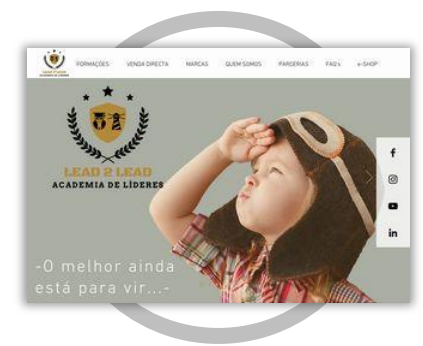 FORMAÇÕES VENDA DIRECTA MARCAS QUEM SOMOS PARCERIAS FAQ's e-SHOP
LEAD 2 LEAD
ACADEMIA DE LÍDERES
-O melhor ainda
está para vir...-
f
in